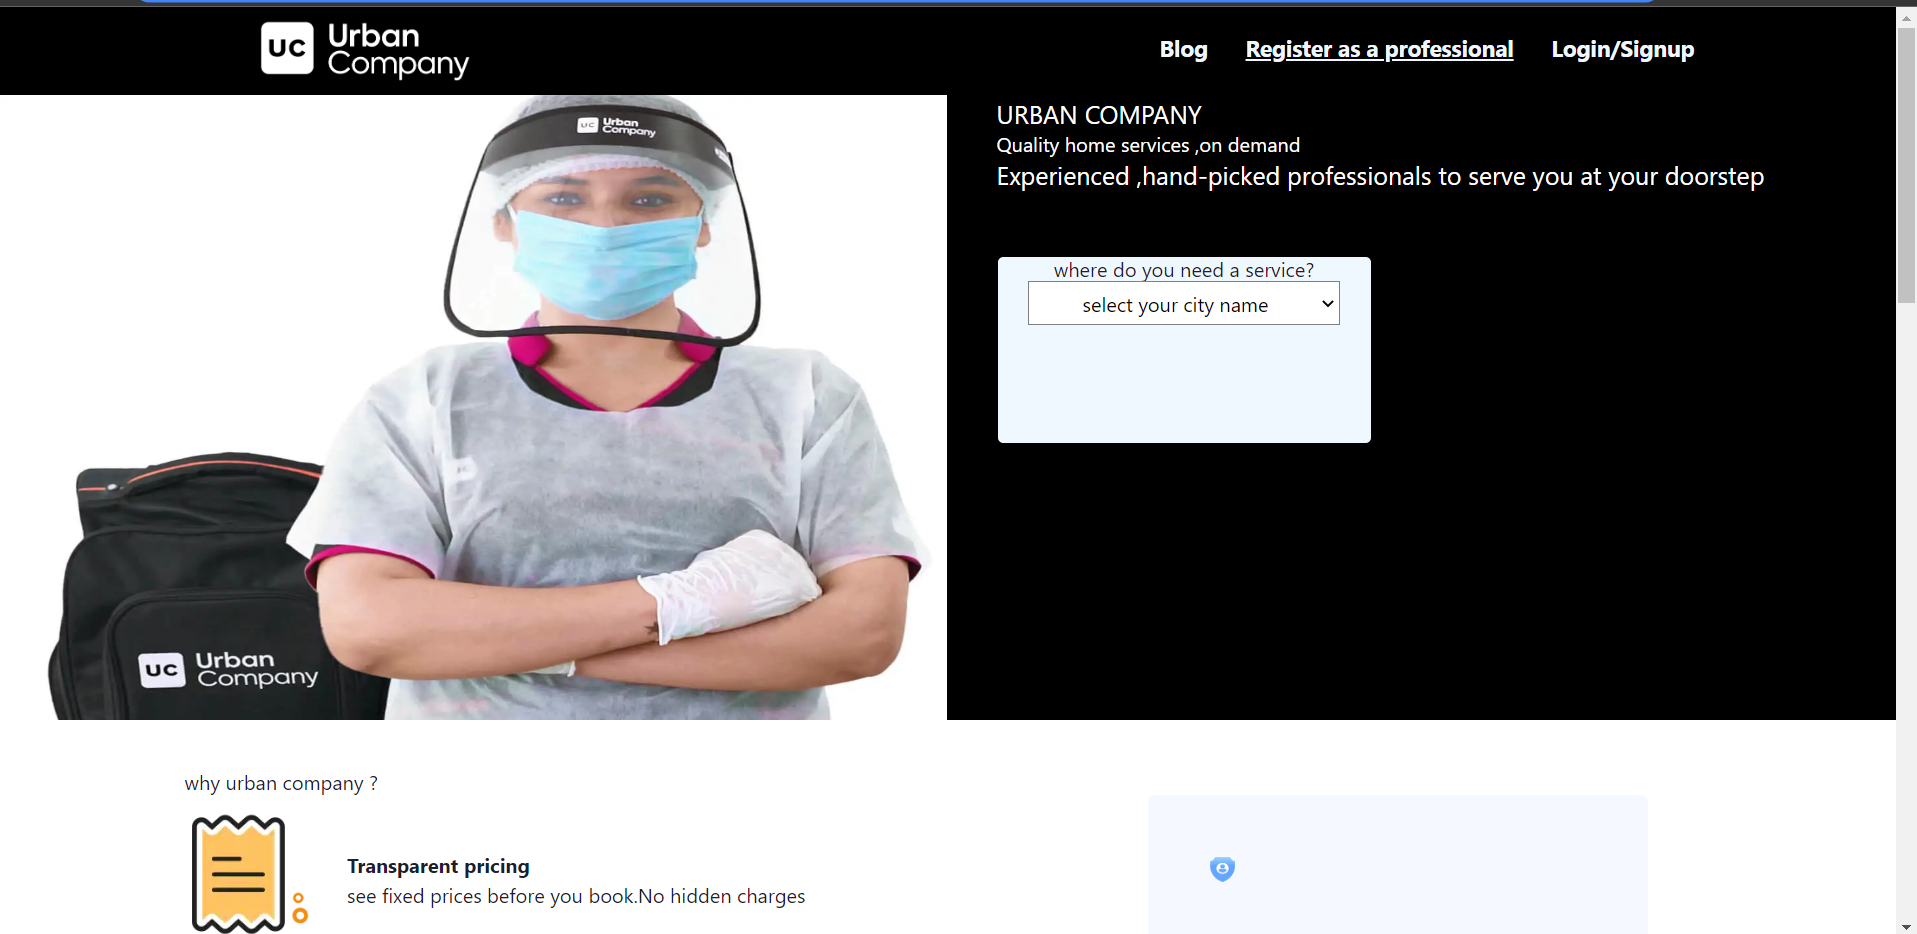 UC Urban
Company
Blog Register as a professional Login/Signup
UC Urban
Company
URBAN COMPANY
Quality home services ,on demand
Experienced ,hand-picked professionals to serve you at your doorstep
where do you need a service?
select your city name
UC Urban
Company
why urban company ?
Transparent pricing
see fixed prices before you book.No hidden charges